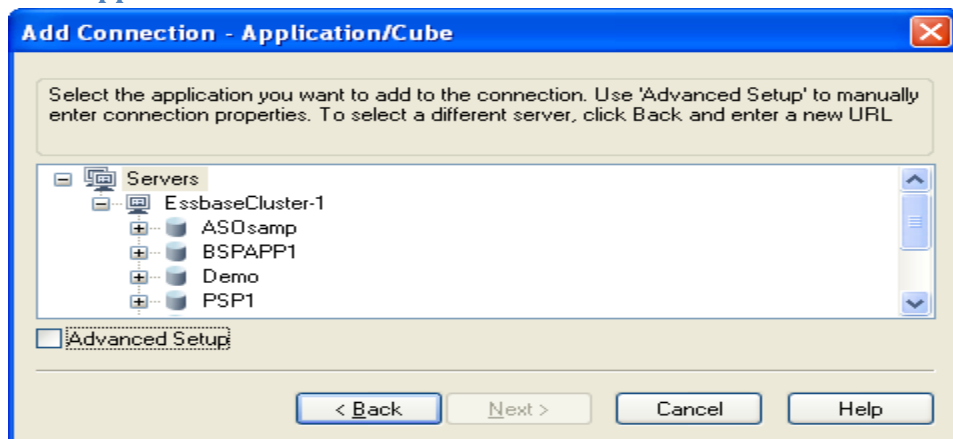 Add Connection - Application/Cube
Select the application you want to add to the connection. Use 'Advanced Setup' to manually
enter connection properties. To select a different server, click Back and enter a new URL
Servers
EssbaseCluster-1
ASOsamp
BSPAPP1
Demo
PSP1
Advanced Setup
< Back Next > Cancel Help